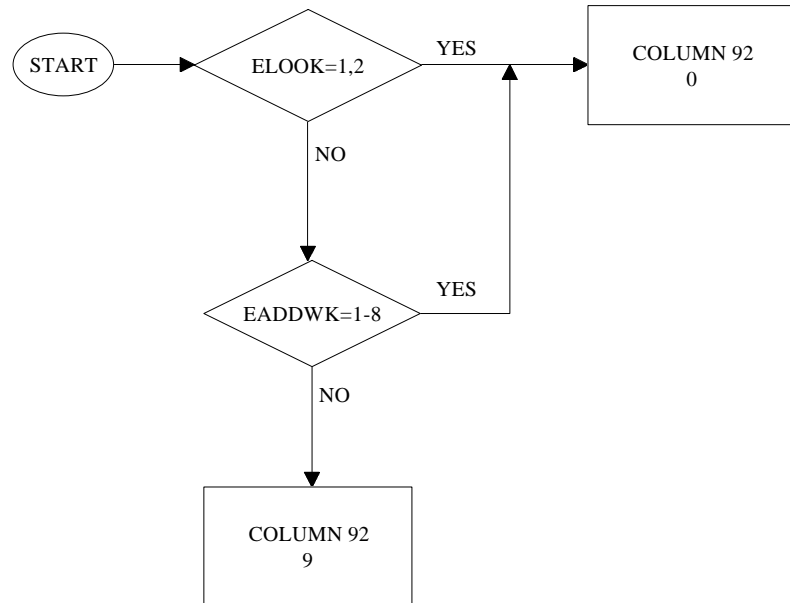 START
ELOOK=1,2
YES
COLUMN 92
0
NO
EADDWK=1-8
YES
NO
COLUMN 92
9